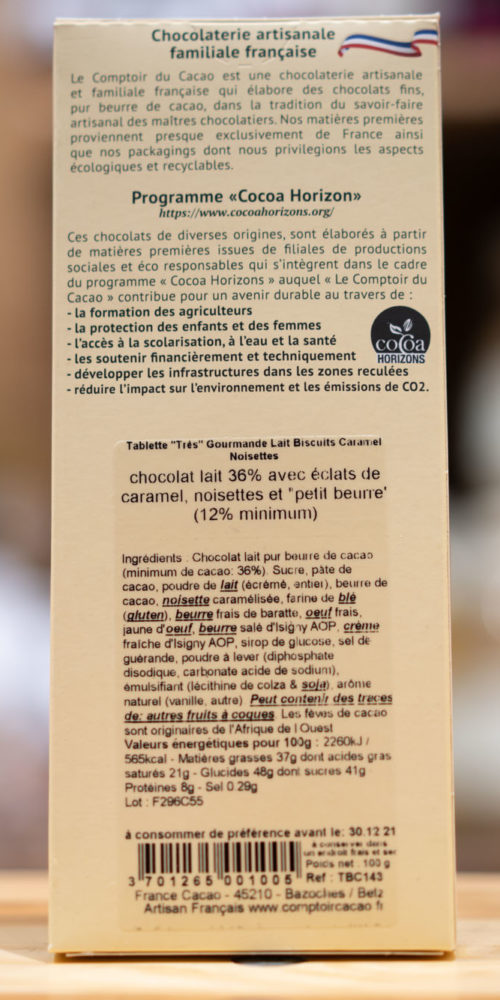 Chocolaterie artisanale
familiale française
Le Comptoir du Cacao est une chocolaterie artisanale
et familiale française qui élabore des chocolats fins,
pur beurre de cacao, dans la tradition du savoir-faire
artisanal des maîtres chocolatiers. Nos matières premières
proviennent presque exclusivement de France ainsi
que nos packagings dont nous privilegions les aspects
écologiques et recyclables.
Programme «Cocoa Horizon»
https://www.cocoahorizons.org/
Ces chocolats de diverses origines, sont élaborés à partir
de matières premières issues de filiales de productions
sociales et éco responsables qui s'intègrent dans le cadre
du programme « Cocoa Horizons » auquel « Le Comptoir du
Cacao » contribue pour un avenir durable au travers de :
- la formation des agriculteurs
- la protection des enfants et des femmes
- l'accès à la scolarisation, à l'eau et la santé
- les soutenir financièrement et techniquement
- développer les infrastructures dans les zones reculées
- réduire l'impact sur l'environnement et les émissions de CO2.
cocoa
HORIZONS
Tablette "Très" Gourmande Lait Biscuits Caramel
Noisettes
chocolat lait 36% avec éclats de
caramel, noisettes et "petit beurre"
(12% minimum)
Ingrédients : Chocolat lait pur beurre de cacao
(minimum de cacao: 36%). Sucre, pâte de
cacao, poudre de lait (écrémé, entier), beurre de
cacao, noisette caramélisée, farine de blé
(gluten), beurre frais de baratte, oeuf frais,
jaune d'oeuf, beurre salé d'Isigny AOP, crème
fraîche d'Isigny AOP, sirop de glucose, sel de
guérande, poudre à lever (diphosphate
disodique, carbonate acide de sodium),
émulsifiant (lécithine de colza & soja), arôme
naturel (vanille, autre). Peut contenir des traces
de: autres fruits à coques. Les fèves de cacao
sont originaires de l'Afrique de l Ouest
Valeurs énergétiques pour 100g : 2260kJ /
565kcal - Matières grasses 37g dont acides gras
saturés 21g - Glucides 48g dont sucres 41g
Protéines 8g - Sel 0.29g
Lot : F296C55
à consommer de préférence avant le: 30.12 21
à conserver dans
un endroit frais et sec
Poids net : 100 g
Ref : TBC143
3 701265 001005
France Cacao - 45210 - Bazoches / Betz
Artisan Français www.comptoircacao.fr